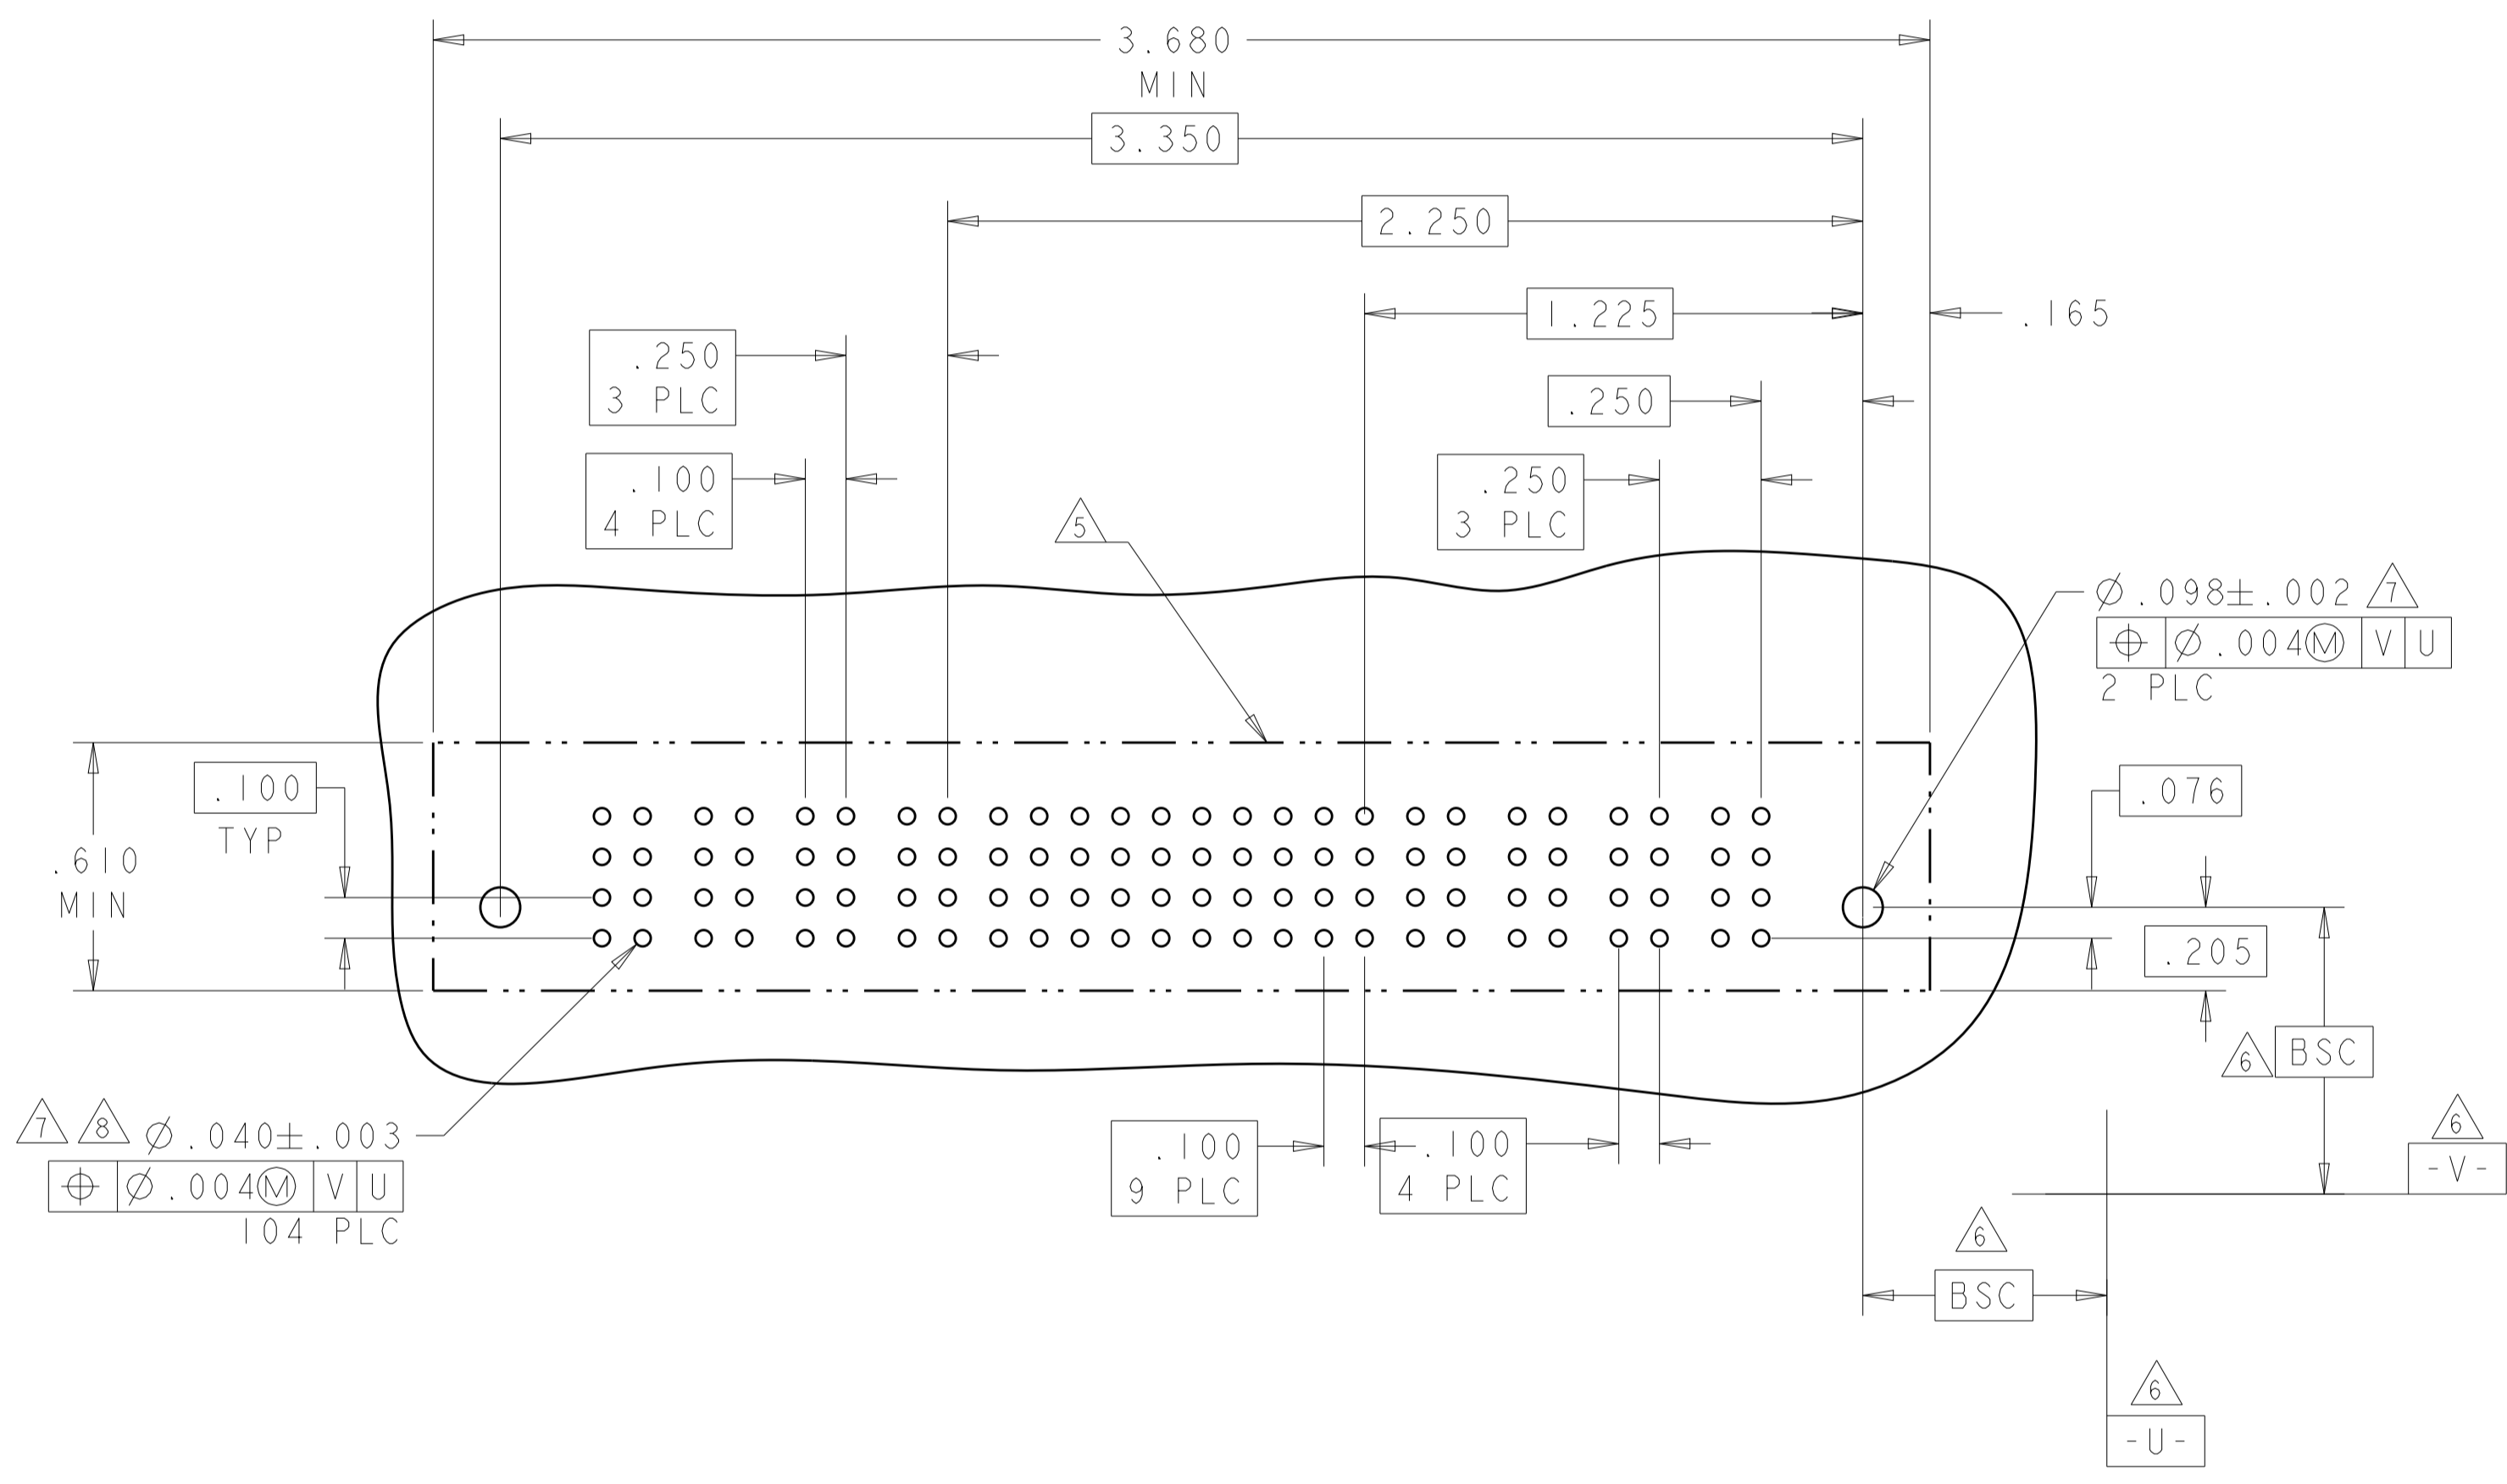 3.680
MIN
3.350
2.250
1.225
.165
.250
3 PLC
.250
.100
4 PLC
.250
3 PLC
5
Ø.098±.002 7
⌖ Ø.004Ⓜ V U
2 PLC
.100
TYP
.076
.610
MIN
.205
6 BSC
7 8 Ø.040±.003
⌖ Ø.004Ⓜ V U
104 PLC
.100
9 PLC
.100
4 PLC
6
-V-
6
BSC
6
-U-